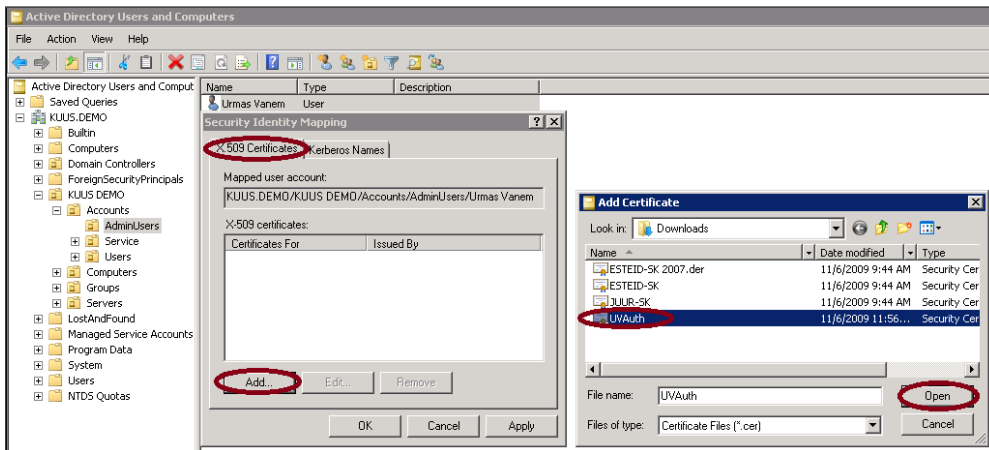 Active Directory Users and Computers
File Action View Help
Active Directory Users and Comput
Saved Queries
KUUS.DEMO
Builtin
Computers
Domain Controllers
ForeignSecurityPrincipals
KUUS DEMO
Accounts
AdminUsers
Service
Users
Computers
Groups
Servers
LostAndFound
Managed Service Accounts
Program Data
System
Users
NTDS Quotas
Name Type Description
Urmas Vanem User
Security Identity Mapping
X.509 Certificates Kerberos Names
Mapped user account:
KUUS.DEMO/KUUS DEMO/Accounts/AdminUsers/Urmas Vanem
X-509 certificates:
Certificates For Issued By
Add... Edit... Remove
OK Cancel Apply
Add Certificate
Look in: Downloads
Name Date modified Type
ESTEID-SK 2007.der 11/6/2009 9:44 AM Security Cer
ESTEID-SK 11/6/2009 9:44 AM Security Cer
JUUR-SK 11/6/2009 9:44 AM Security Cer
UVAuth 11/6/2009 11:56... Security Cer
File name: UVAuth Open
Files of type: Certificate Files (*.cer) Cancel